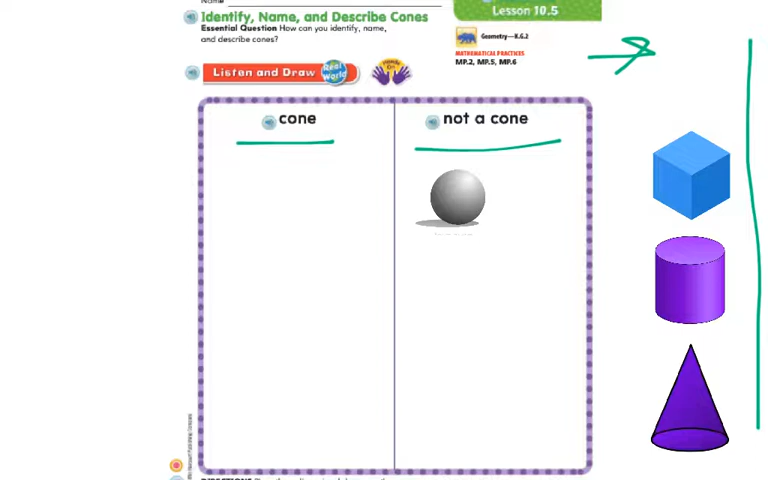 Name
Lesson 10.5
Identify, Name, and Describe Cones
Essential Question How can you identify, name,
and describe cones?
Geometry—K.G.2
MATHEMATICAL PRACTICES
MP.2, MP.5, MP.6
Listen and Draw
Real World
Hands On
cone
not a cone